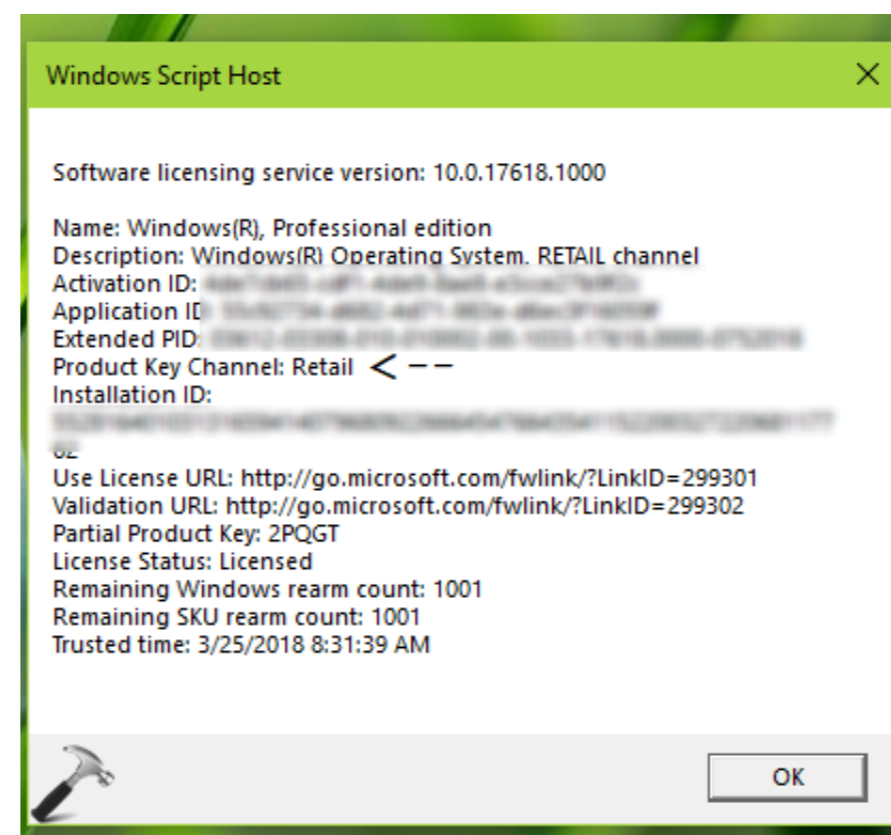 Windows Script Host
Software licensing service version: 10.0.17618.1000
Name: Windows(R), Professional edition
Description: Windows(R) Operating System, RETAIL channel
Activation ID:
Application ID
Extended PID:
Product Key Channel: Retail < – –
Installation ID:
62
Use License URL: http://go.microsoft.com/fwlink/?LinkID=299301
Validation URL: http://go.microsoft.com/fwlink/?LinkID=299302
Partial Product Key: 2PQGT
License Status: Licensed
Remaining Windows rearm count: 1001
Remaining SKU rearm count: 1001
Trusted time: 3/25/2018 8:31:39 AM
OK